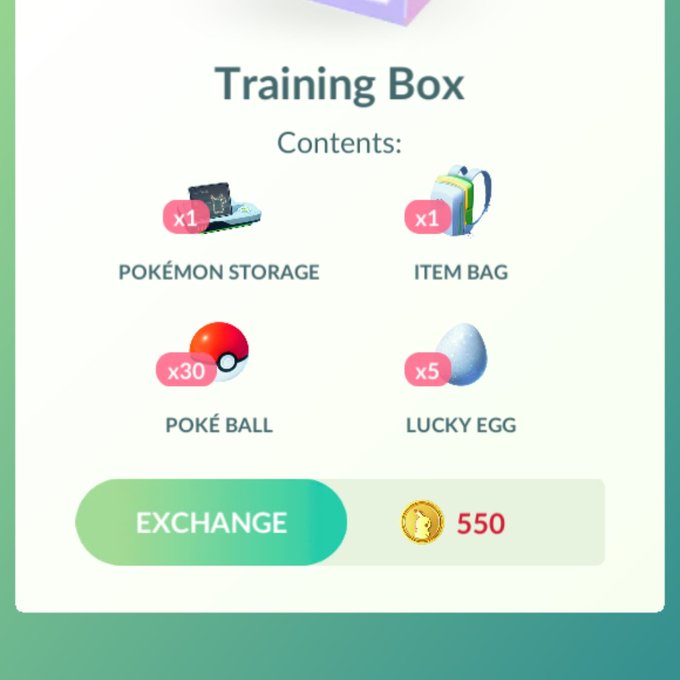 Training Box
Contents:
x1
x1
POKÉMON STORAGE
ITEM BAG
x30
x5
POKÉ BALL
LUCKY EGG
EXCHANGE
550